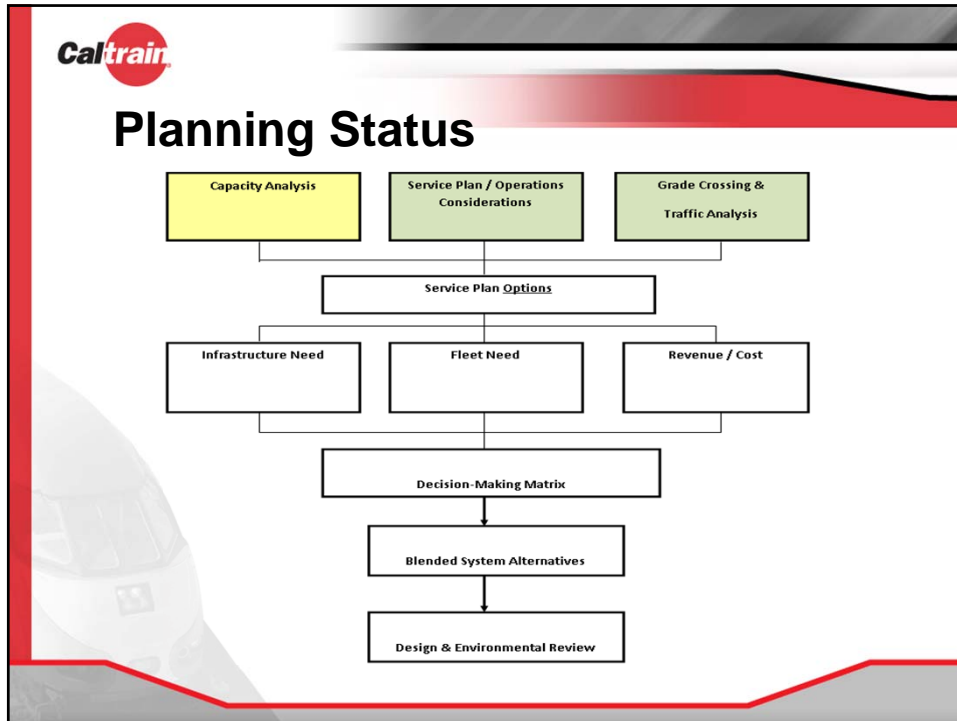 Caltrain
Planning Status
Capacity Analysis
Service Plan / Operations
Considerations
Grade Crossing &
Traffic Analysis
Service Plan Options
Infrastructure Need
Fleet Need
Revenue / Cost
Decision-Making Matrix
Blended System Alternatives
Design & Environmental Review